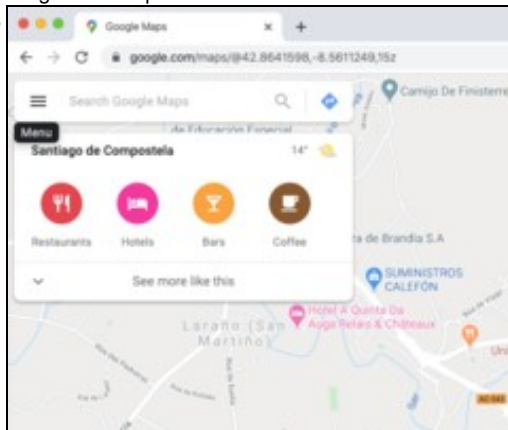 Google Maps
google.com/maps/@42.8641598,-8.5611249,15z
Search Google Maps
Camiño De Finisterre
de Educación Especial
Menu
Santiago de Compostela
14°
Restaurants
Hotels
Bars
Coffee
ta de Brandia S.A
See more like this
SUMINISTROS
CALEFÓN
Hotel A Quinta Da
Auga Relais & Châteaux
Laraño (San
Martiño)
Uni